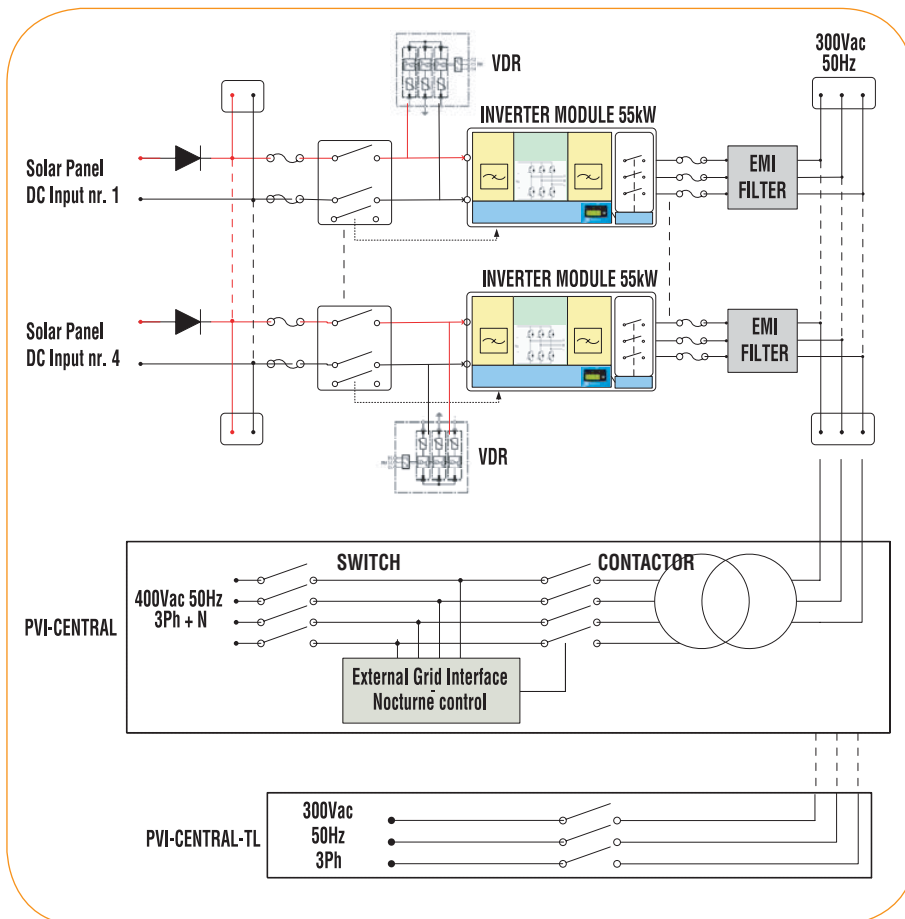 300Vac
50Hz
VDR
INVERTER MODULE 55kW
Solar Panel
DC Input nr. 1
EMI
FILTER
INVERTER MODULE 55kW
Solar Panel
DC Input nr. 4
EMI
FILTER
VDR
SWITCH
CONTACTOR
400Vac 50Hz
3Ph + N
PVI-CENTRAL
External Grid Interface
-
Nocturne control
300Vac
50Hz
3Ph
PVI-CENTRAL-TL